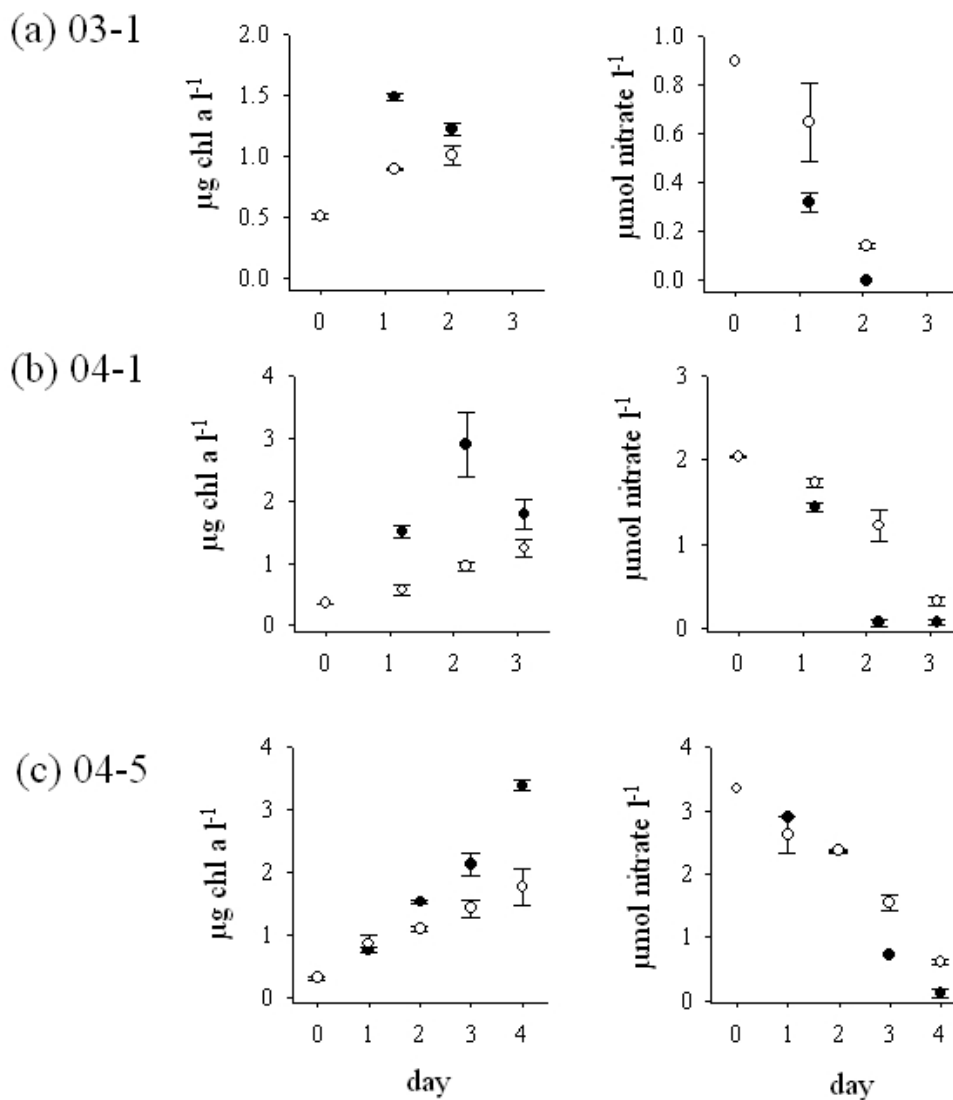 (a) 03-1
µg chl a l-1
2.0
1.5
1.0
0.5
0.0
0 1 2 3
µmol nitrate l-1
1.0
0.8
0.6
0.4
0.2
0.0
0 1 2 3
(b) 04-1
µg chl a l-1
4
3
2
1
0
0 1 2 3
µmol nitrate l-1
3
2
1
0
0 1 2 3
(c) 04-5
µg chl a l-1
4
3
2
1
0
0 1 2 3 4
day
µmol nitrate l-1
4
3
2
1
0
0 1 2 3 4
day